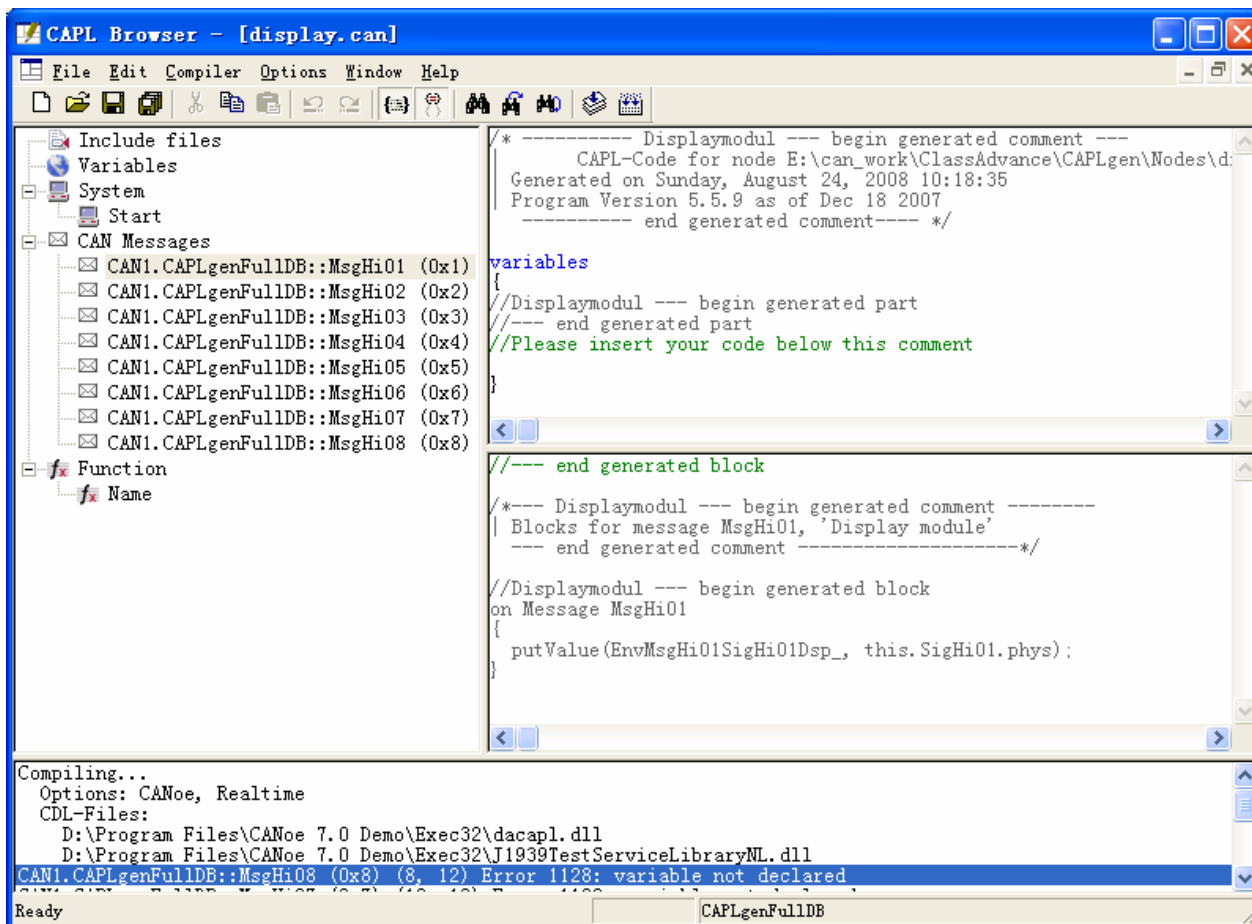 CAPL Browser - [display.can]
File Edit Compiler Options Window Help
Include files
Variables
System
Start
CAN Messages
CAN1.CAPLgenFullDB::MsgHi01 (0x1)
CAN1.CAPLgenFullDB::MsgHi02 (0x2)
CAN1.CAPLgenFullDB::MsgHi03 (0x3)
CAN1.CAPLgenFullDB::MsgHi04 (0x4)
CAN1.CAPLgenFullDB::MsgHi05 (0x5)
CAN1.CAPLgenFullDB::MsgHi06 (0x6)
CAN1.CAPLgenFullDB::MsgHi07 (0x7)
CAN1.CAPLgenFullDB::MsgHi08 (0x8)
Function
Name
/* ---------- Displaymodul --- begin generated comment ---
| CAPL-Code for node E:\can_work\ClassAdvance\CAPLgen\Nodes\
| Generated on Sunday, August 24, 2008 10:18:35
| Program Version 5.5.9 as of Dec 18 2007
---------- end generated comment---- */
variables
{
//Displaymodul --- begin generated part
//--- end generated part
//Please insert your code below this comment
}
//--- end generated block
/*--- Displaymodul --- begin generated comment --------
| Blocks for message MsgHi01, 'Display module'
--- end generated comment --------------------*/
//Displaymodul --- begin generated block
on Message MsgHi01
{
putValue(EnvMsgHi01SigHi01Dsp_, this.SigHi01.phys);
}
Compiling...
Options: CANoe, Realtime
CDL-Files:
D:\Program Files\CANoe 7.0 Demo\Exec32\dacapl.dll
D:\Program Files\CANoe 7.0 Demo\Exec32\J1939TestServiceLibraryNL.dll
CAN1.CAPLgenFullDB::MsgHi08 (0x8) (8, 12) Error 1128: variable not declared
Ready
CAPLgenFullDB